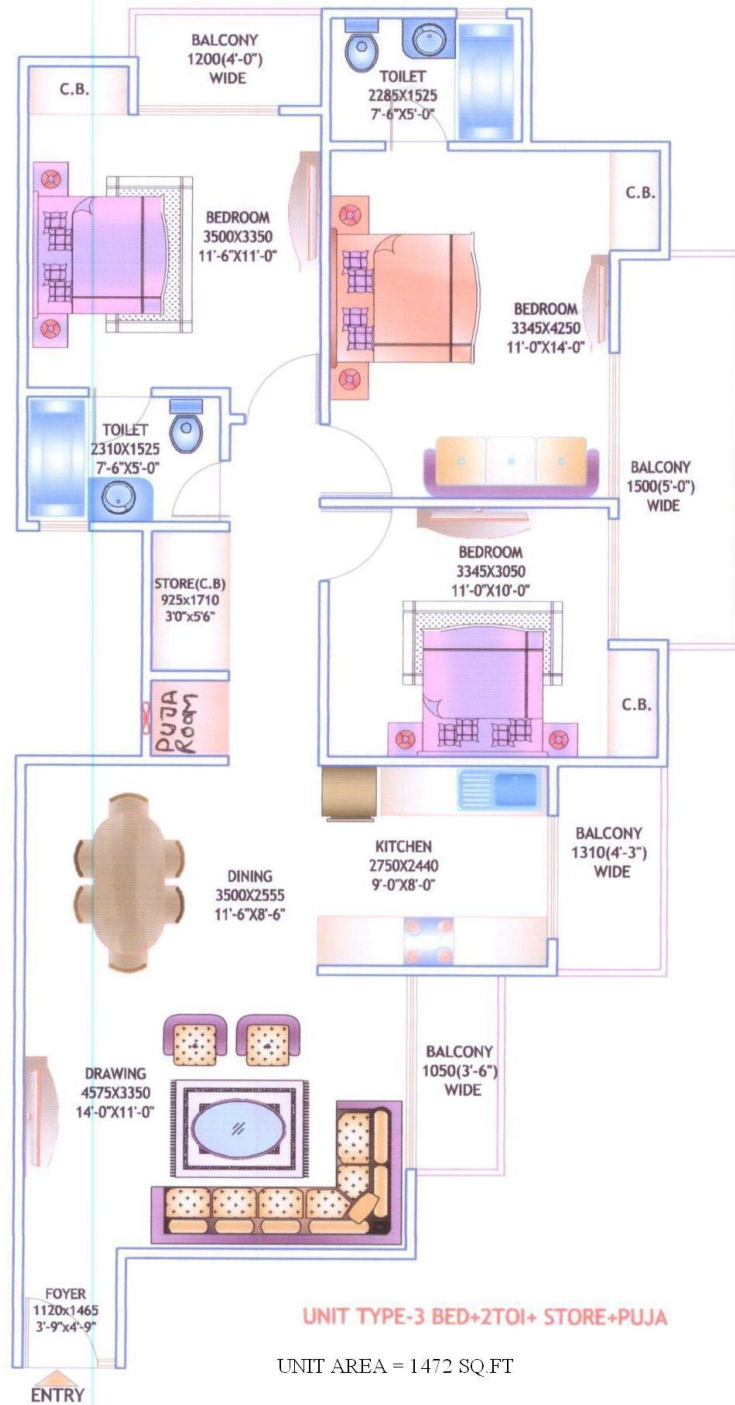 BALCONY
1200(4'-0")
WIDE
C.B.
TOILET
2285X1525
7'-6"X5'-0"
C.B.
BEDROOM
3500X3350
11'-6"X11'-0"
BEDROOM
3345X4250
11'-0"X14'-0"
TOILET
2310X1525
7'-6"X5'-0"
BALCONY
1500(5'-0")
WIDE
BEDROOM
3345X3050
11'-0"X10'-0"
STORE(C.B)
925x1710
3'0"x5'6"
C.B.
PUJA
ROOM
KITCHEN
2750X2440
9'-0"X8'-0"
BALCONY
1310(4'-3")
WIDE
DINING
3500X2555
11'-6"X8'-6"
BALCONY
1050(3'-6")
WIDE
DRAWING
4575X3350
14'-0"X11'-0"
FOYER
1120x1465
3'-9"x4'-9"
UNIT TYPE-3 BED+2TOI+ STORE+PUJA
UNIT AREA = 1472 SQ.FT
ENTRY